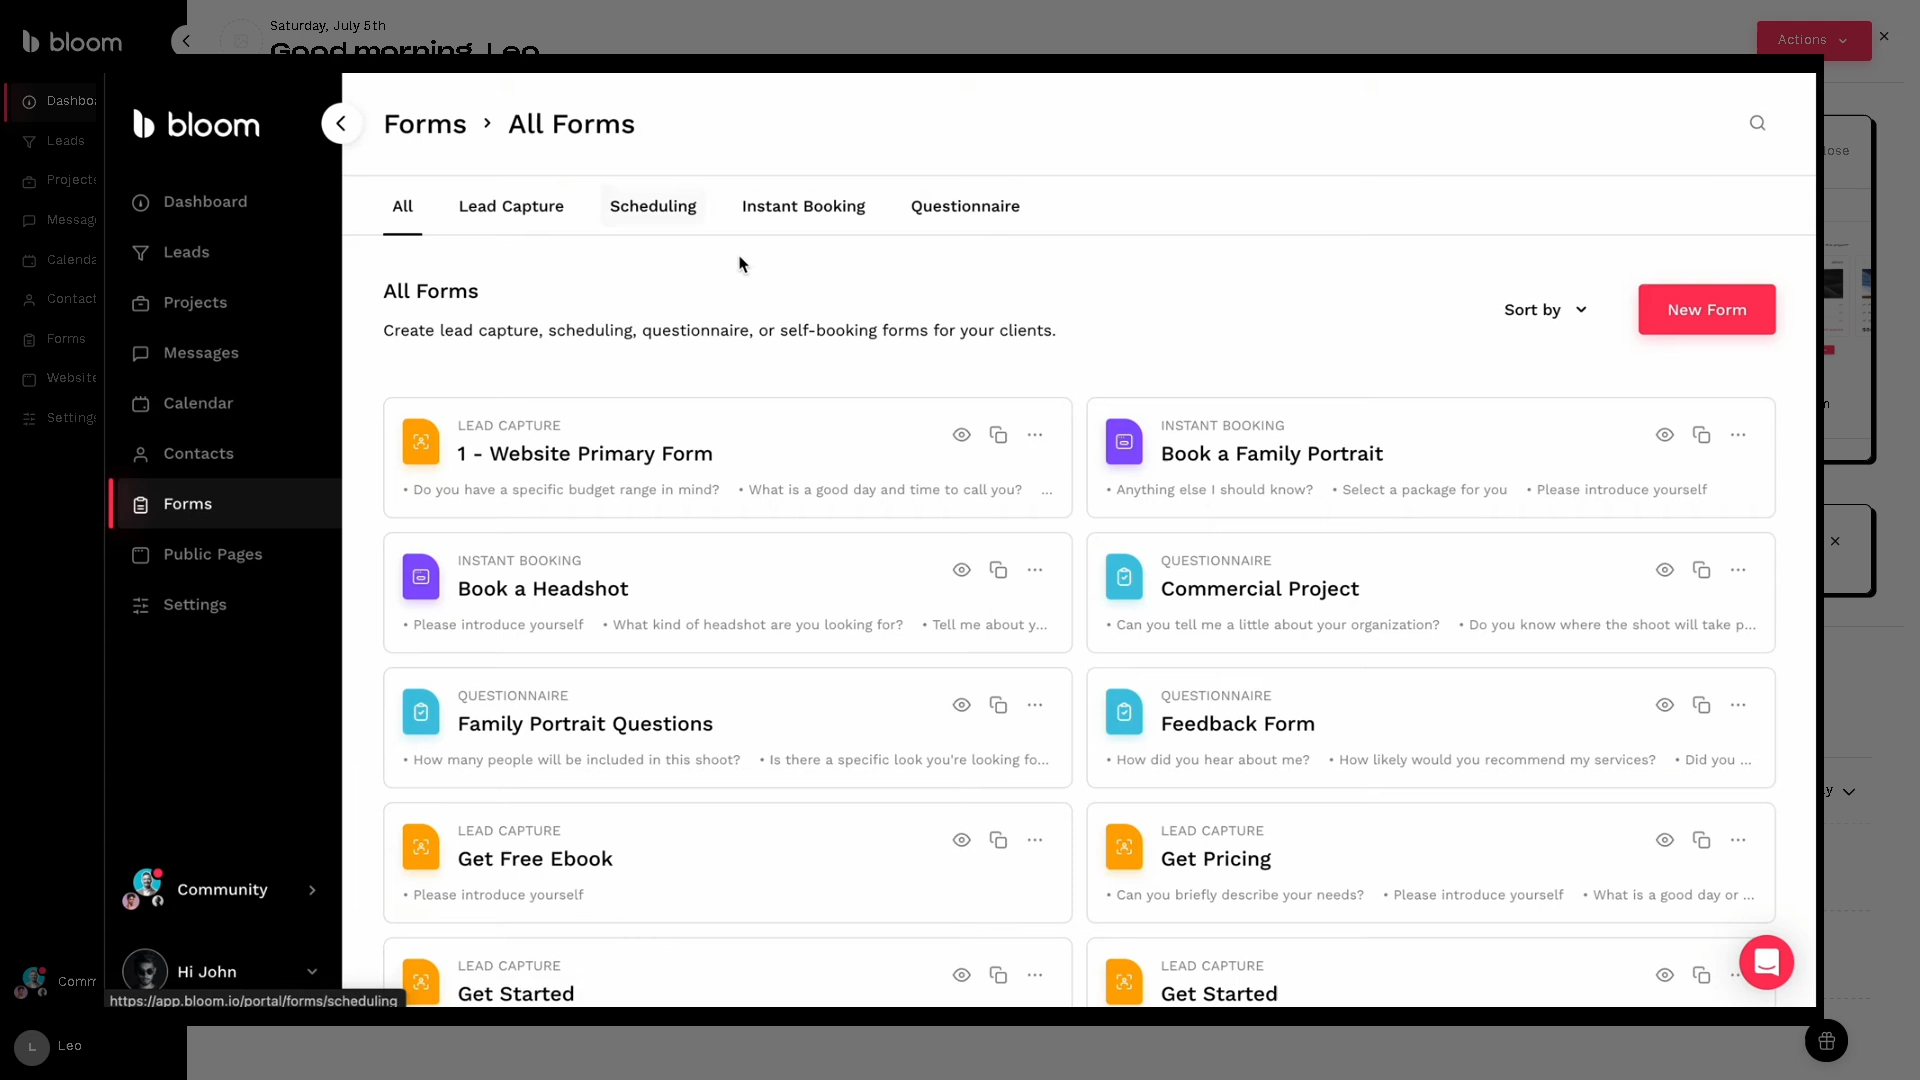 bloom
Saturday, July 5th
Good morning, Leo
Actions
Leads
Forms
bloom
Dashboard
Leads
Projects
Messages
Calendar
Contacts
Forms
Public Pages
Settings
Community
Hi John
https://app.bloom.io/portal/forms/scheduling
L Leo
Forms > All Forms
All Lead Capture Scheduling Instant Booking Questionnaire
All Forms
Create lead capture, scheduling, questionnaire, or self-booking forms for your clients.
Sort by
New Form
LEAD CAPTURE
1 - Website Primary Form
• Do you have a specific budget range in mind? • What is a good day and time to call you? ...
INSTANT BOOKING
Book a Family Portrait
• Anything else I should know? • Select a package for you • Please introduce yourself
INSTANT BOOKING
Book a Headshot
• Please introduce yourself • What kind of headshot are you looking for? • Tell me about y...
QUESTIONNAIRE
Commercial Project
• Can you tell me a little about your organization? • Do you know where the shoot will take p...
QUESTIONNAIRE
Family Portrait Questions
• How many people will be included in this shoot? • Is there a specific look you're looking fo...
QUESTIONNAIRE
Feedback Form
• How did you hear about me? • How likely would you recommend my services? • Did you ...
LEAD CAPTURE
Get Free Ebook
• Please introduce yourself
LEAD CAPTURE
Get Pricing
• Can you briefly describe your needs? • Please introduce yourself • What is a good day or ...
LEAD CAPTURE
Get Started
LEAD CAPTURE
Get Started